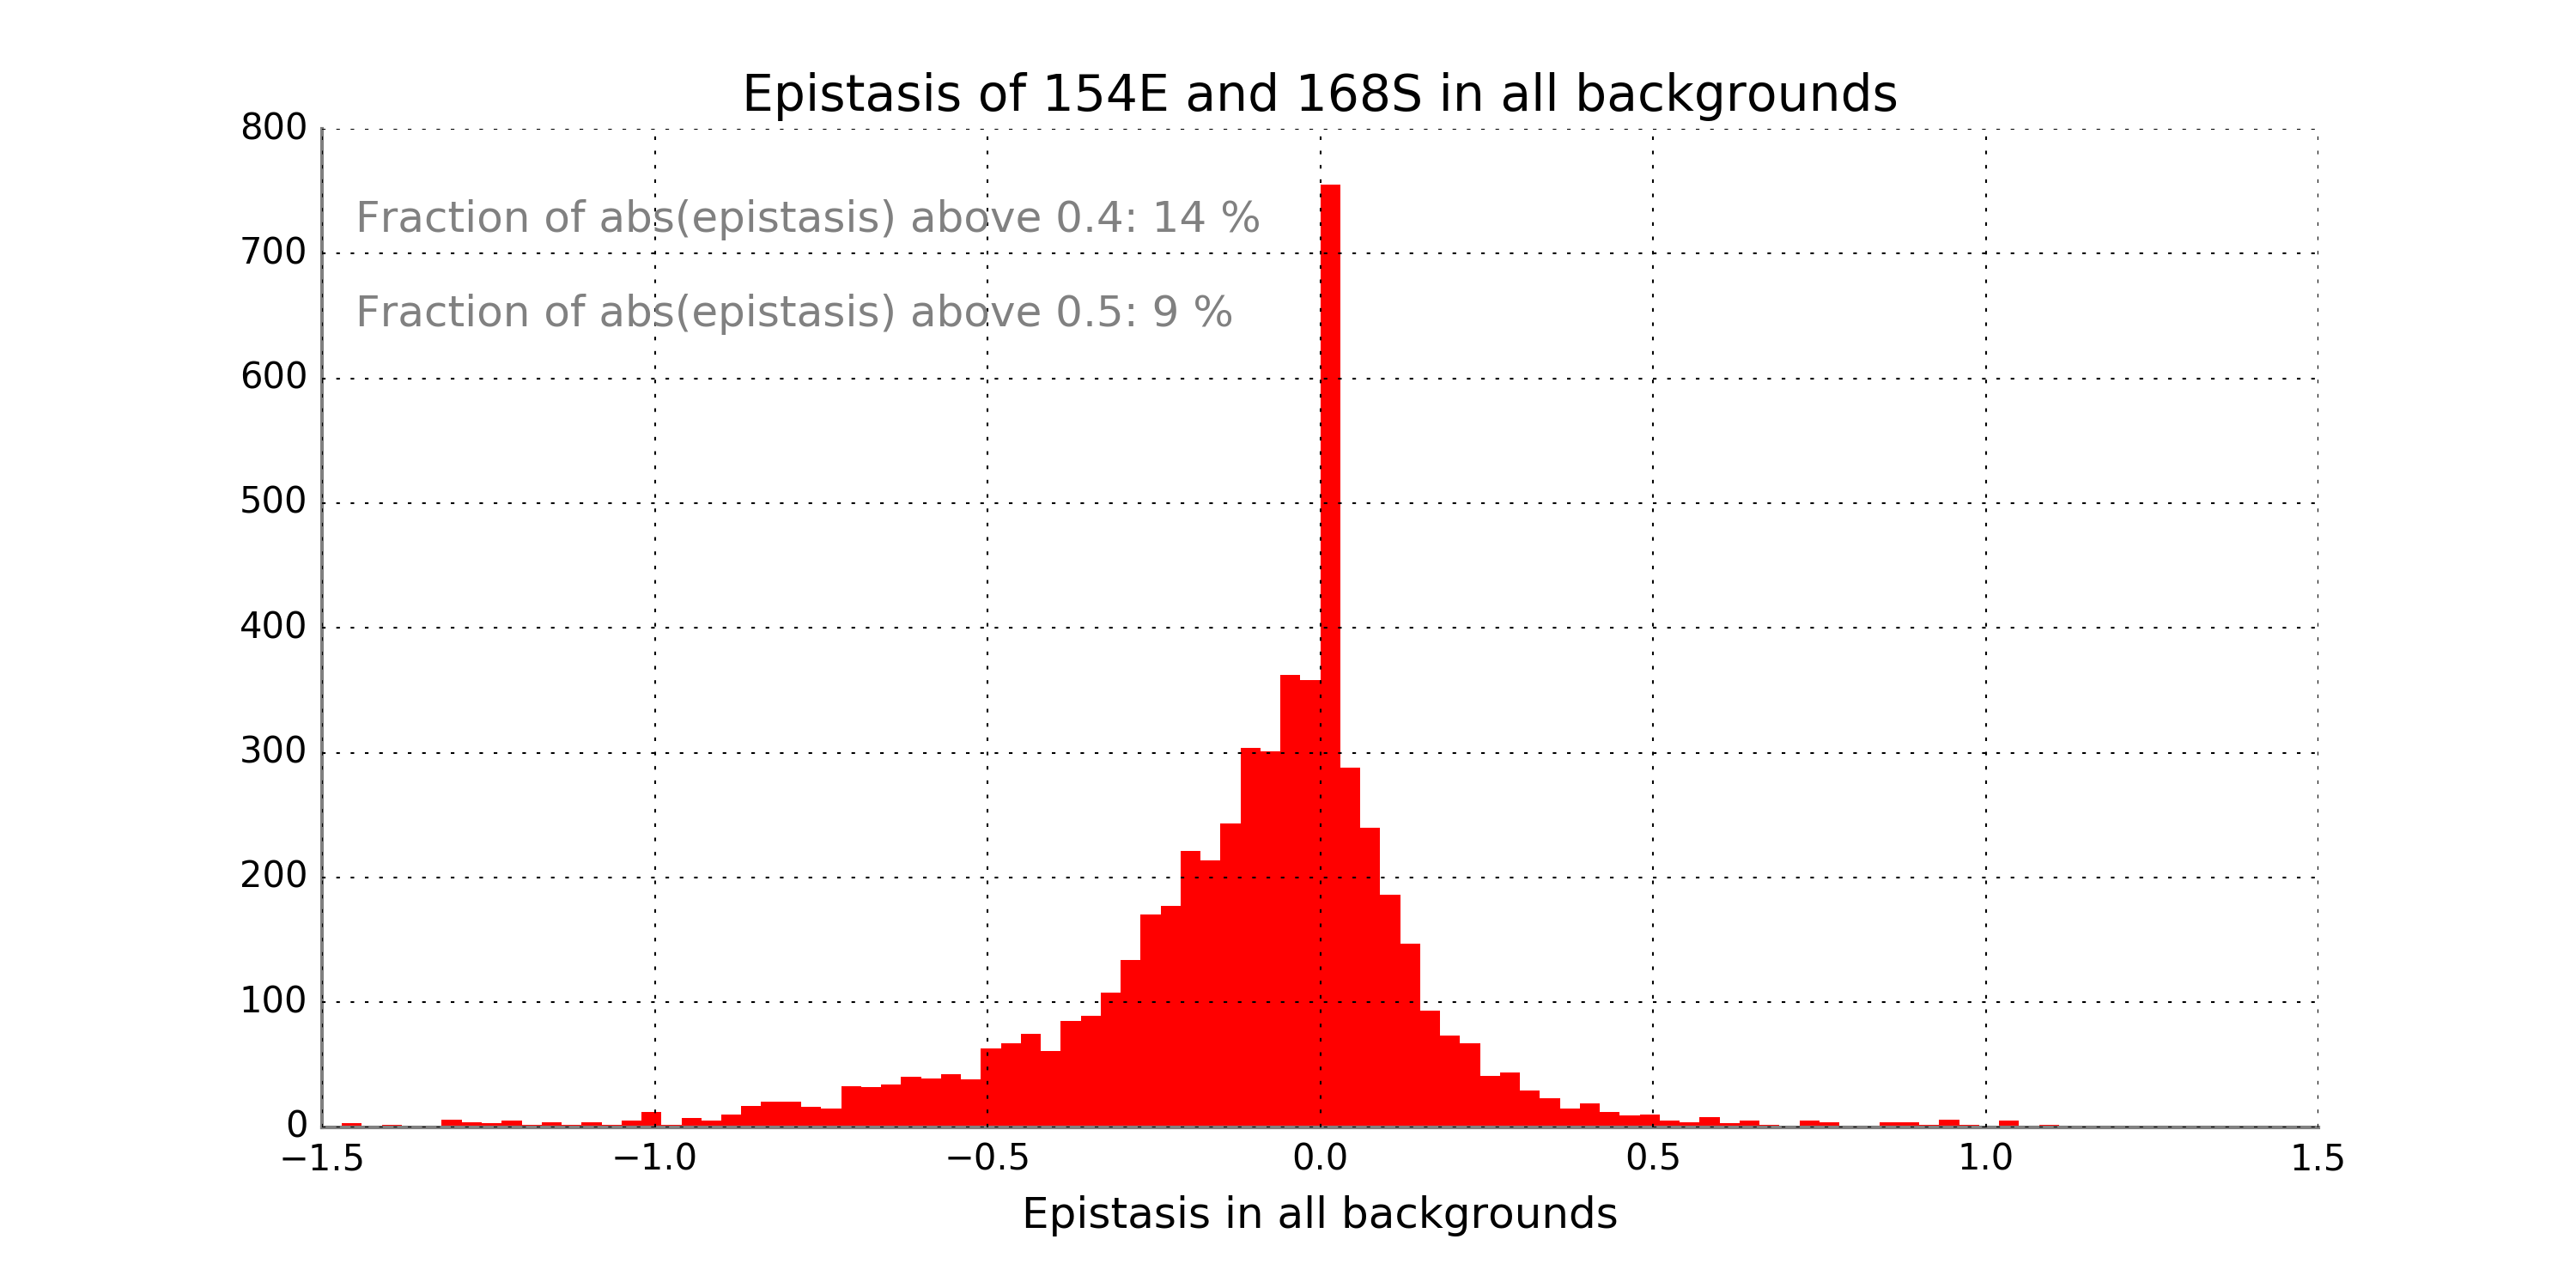 Epistasis of 154E and 168S in all backgrounds
800
Fraction of abs(epistasis) above 0.4: 14 %
700
Fraction of abs(epistasis) above 0.5: 9 %
600
500
400
300
200
100
0
−1.5 −1.0 −0.5 0.0 0.5 1.0 1.5
Epistasis in all backgrounds